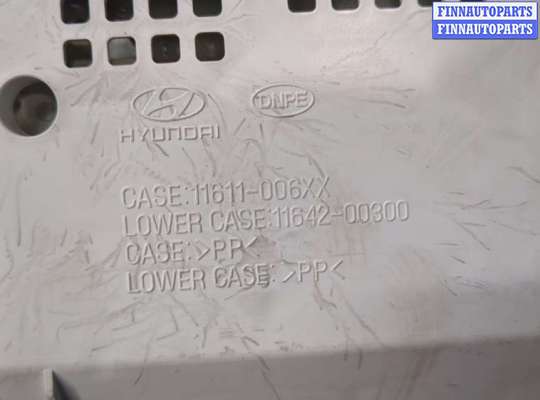 FINNAUTOPARTS
FINNAUTOPARTS
HYUNDAI
DNPE
CASE:11611-006XX
LOWER CASE:11642-00300
CASE:>PP<
LOWER CASE:>PP<